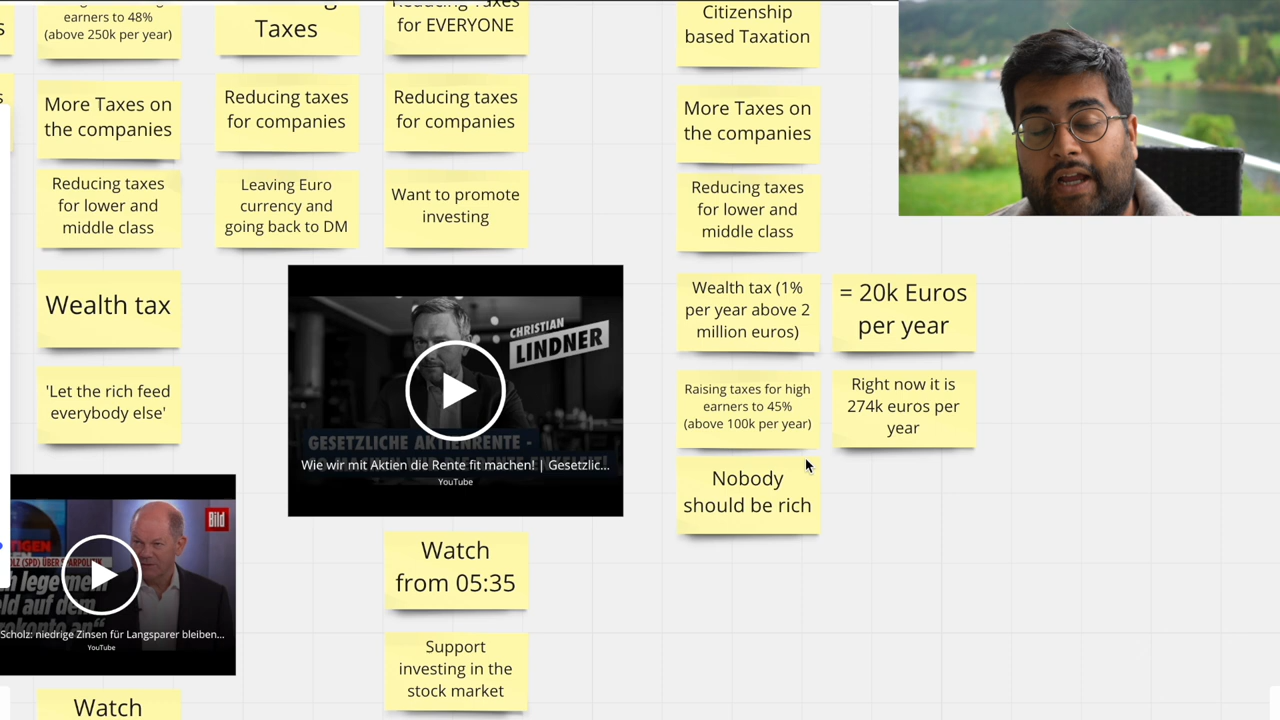 earners to 48%
(above 250k per year)
More Taxes on
the companies
Reducing taxes
for lower and
middle class
Wealth tax
'Let the rich feed
everybody else'
Bild
SCHOLZ: niedrige Zinsen für Langsparer bleiben...
YouTube
Watch
Taxes
Reducing taxes
for companies
Leaving Euro
currency and
going back to DM
Reducing Taxes
for EVERYONE
Reducing taxes
for companies
Want to promote
investing
CHRISTIAN
LINDNER
GESETZLICHE AKTIENRENTE -
Wie wir mit Aktien die Rente fit machen! | Gesetzlic...
YouTube
Watch
from 05:35
Support
investing in the
stock market
Citizenship
based Taxation
More Taxes on
the companies
Reducing taxes
for lower and
middle class
Wealth tax (1%
per year above 2
million euros)
Raising taxes for high
earners to 45%
(above 100k per year)
Nobody
should be rich
= 20k Euros
per year
Right now it is
274k euros per
year